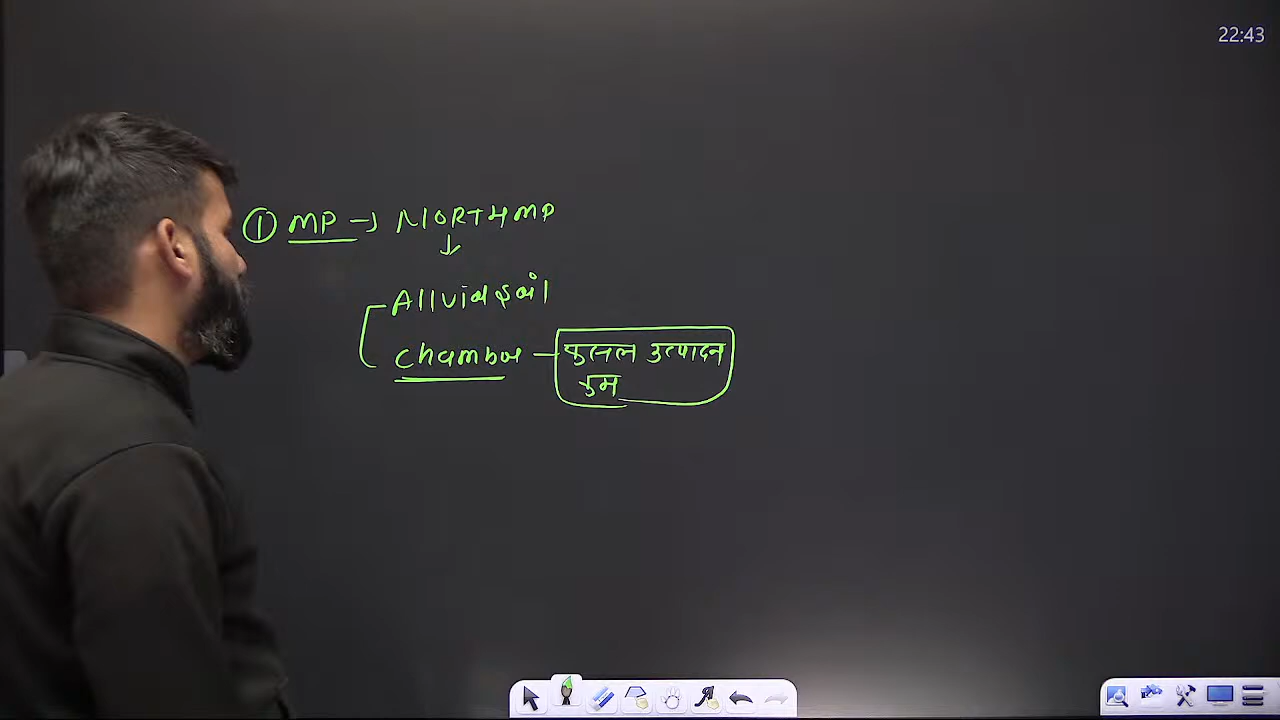 22:43
① MP → NORTH MP
↓
Alluvial soil
Chambal — फसल उत्पादन
कम